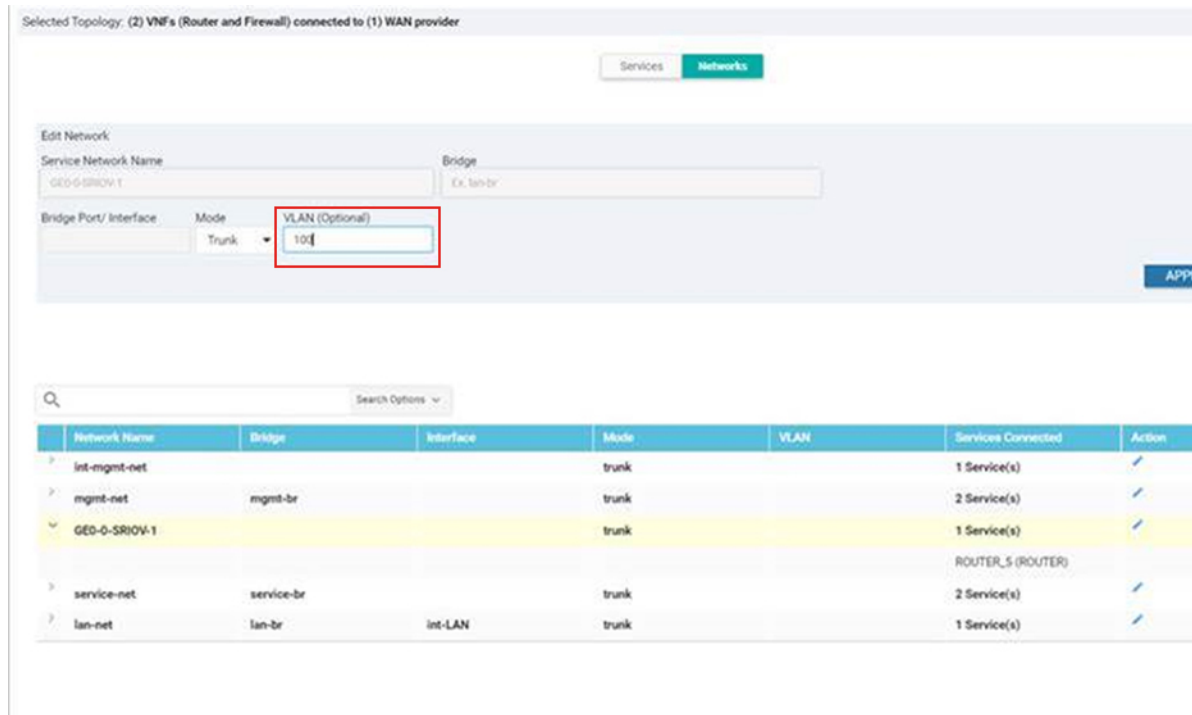 Selected Topology: (2) VNFs (Router and Firewall) connected to (1) WAN provider
Services Networks
Edit Network
Service Network Name Bridge
GE0-0-SRIOV-1 Ex. lan-br
Bridge Port/ Interface Mode VLAN (Optional)
Trunk 100
Search Options
Network Name Bridge Interface Mode VLAN Services Connected Action
int-mgmt-net trunk 1 Service(s)
mgmt-net mgmt-br trunk 2 Service(s)
GE0-0-SRIOV-1 trunk 1 Service(s)
ROUTER_5 (ROUTER)
service-net service-br trunk 2 Service(s)
lan-net lan-br int-LAN trunk 1 Service(s)